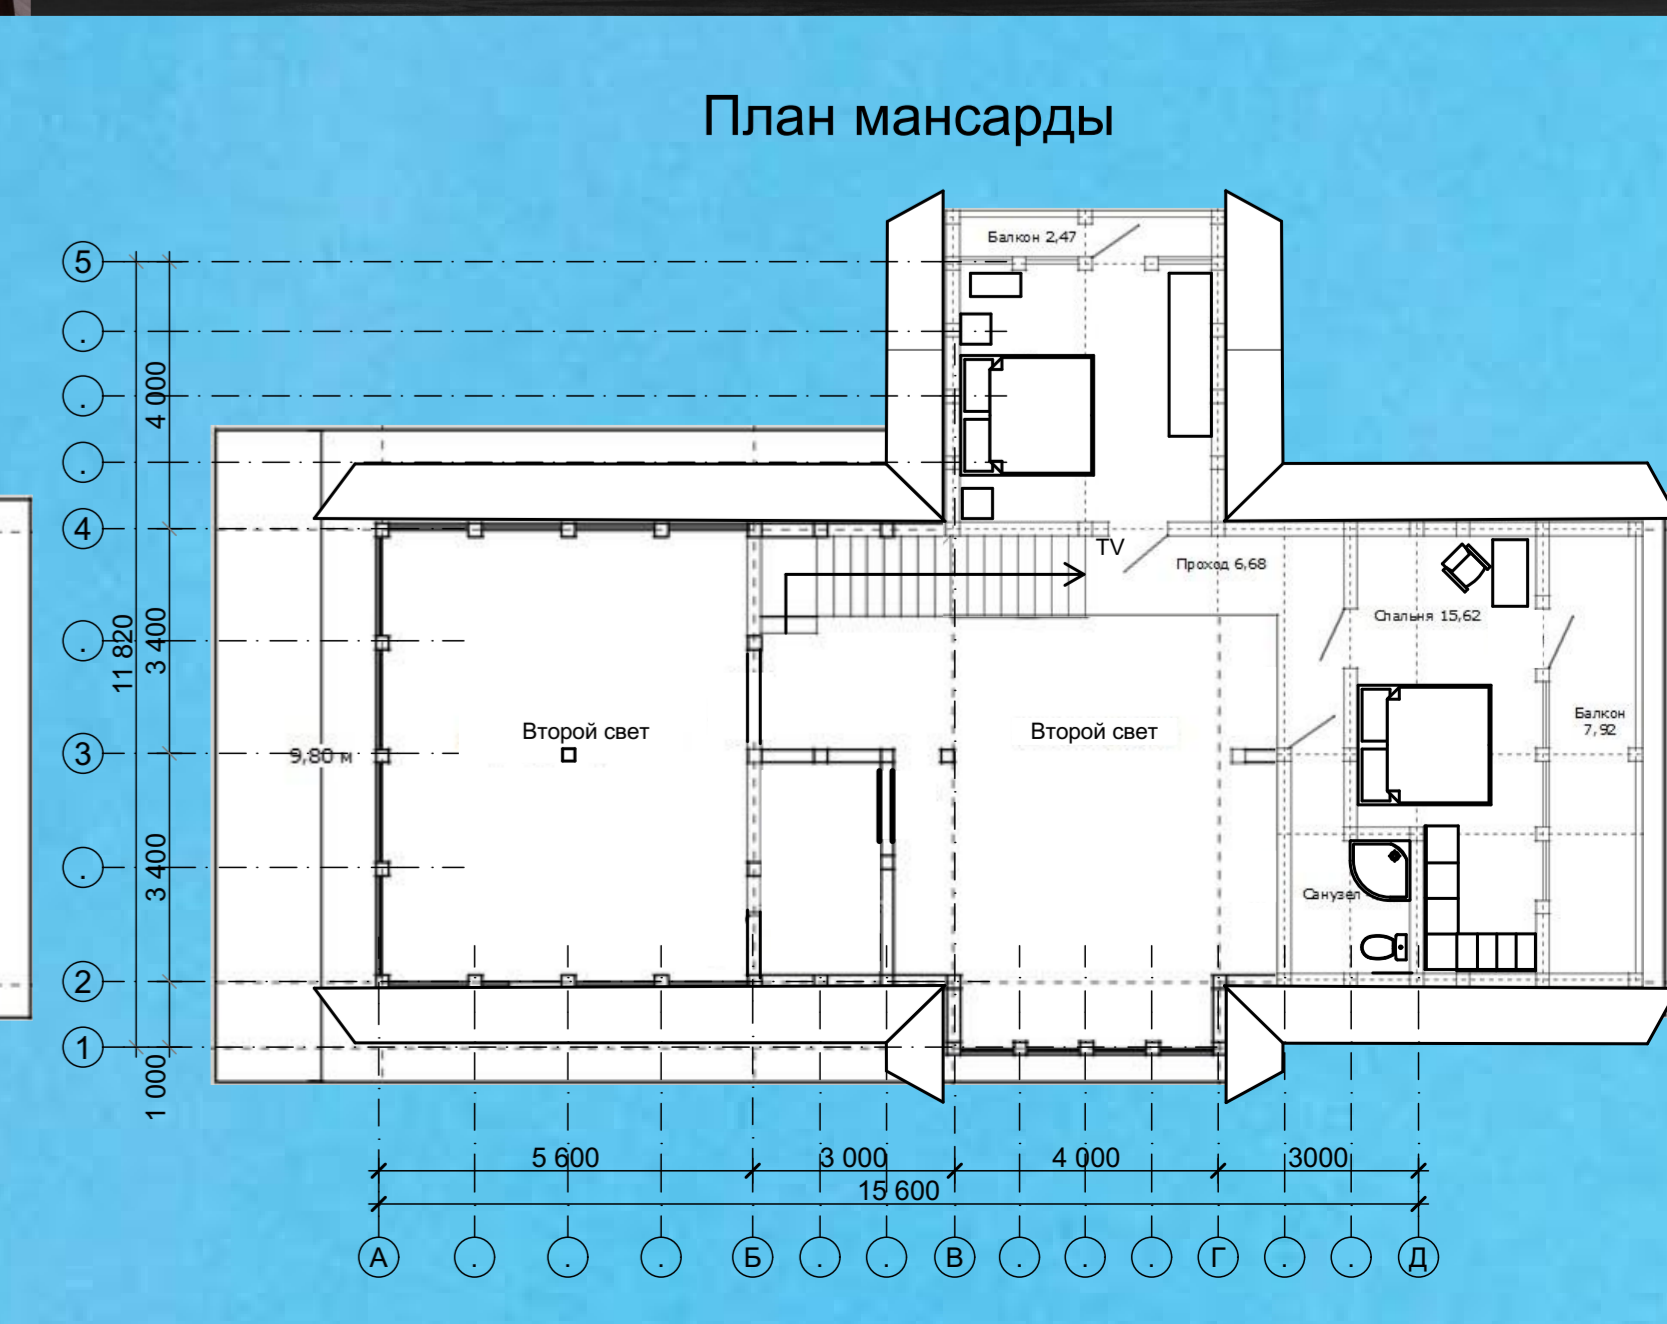 План мансарды
Балкон 2,47
5
.
.
4 000
.
4
TV
Проход 6,68
Спальня 15,62
.
11 820
3 400
Второй свет
Второй свет
Балкон
7,92
3
9,80 м
.
3 400
Санузел
2
1
1 000
5 600
3 000
4 000
3000
15 600
А . . . Б . . В . . . Г . . Д